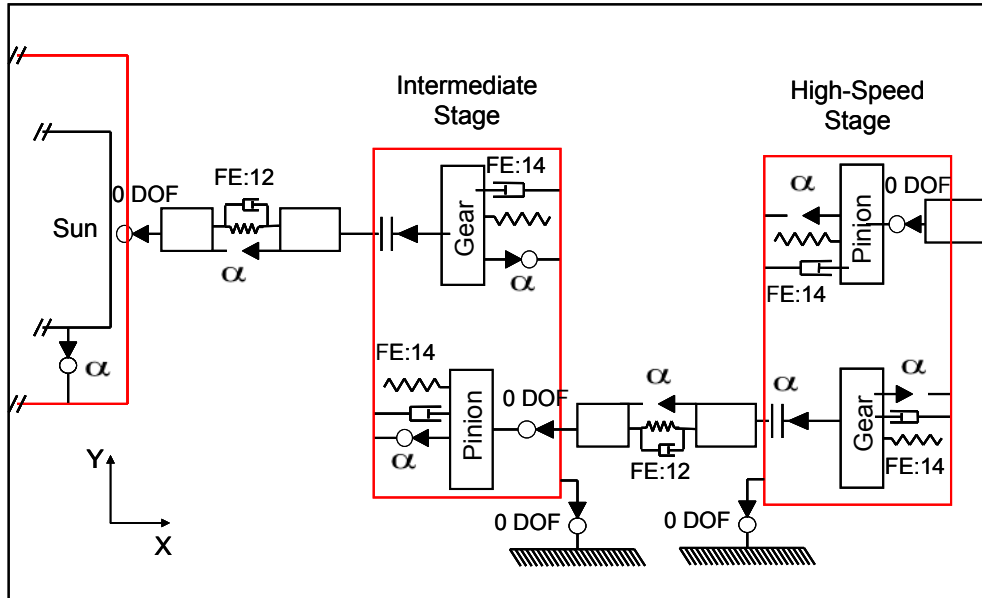 Intermediate
Stage
High-Speed
Stage
FE:14
FE:12
0 DOF
α
0 DOF
Sun
Gear
Pinion
α
α
FE:14
FE:14
α
α
α
α
0 DOF
Pinion
Gear
α
FE:12
FE:14
Y
0 DOF
0 DOF
X